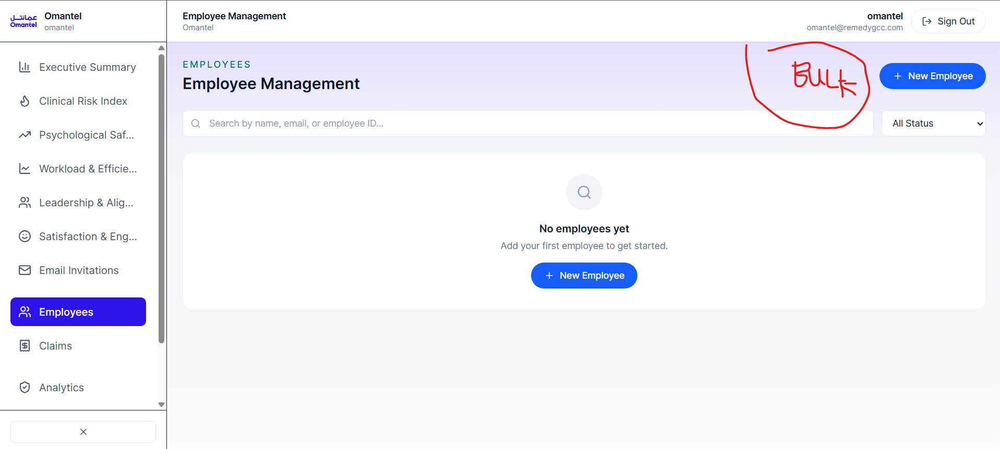 عمانتل
Omantel
Omantel
omantel
Employee Management
Omantel
omantel
omantel@remedygcc.com
Sign Out
Executive Summary
Clinical Risk Index
Psychological Saf...
Workload & Efficie...
Leadership & Alig...
Satisfaction & Eng...
Email Invitations
Employees
Claims
Analytics
EMPLOYEES
Employee Management
BULK
New Employee
Search by name, email, or employee ID...
All Status
No employees yet
Add your first employee to get started.
New Employee